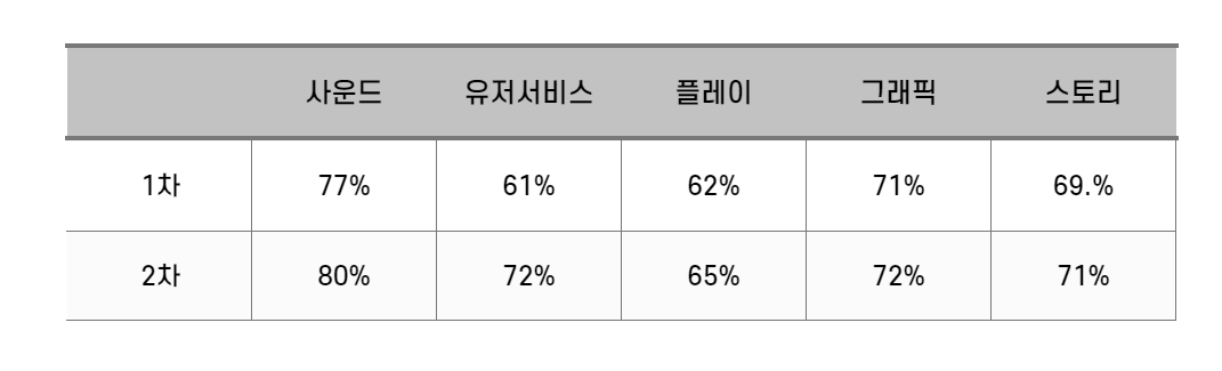 사운드 유저서비스 플레이 그래픽 스토리
1차 77% 61% 62% 71% 69.%
2차 80% 72% 65% 72% 71%